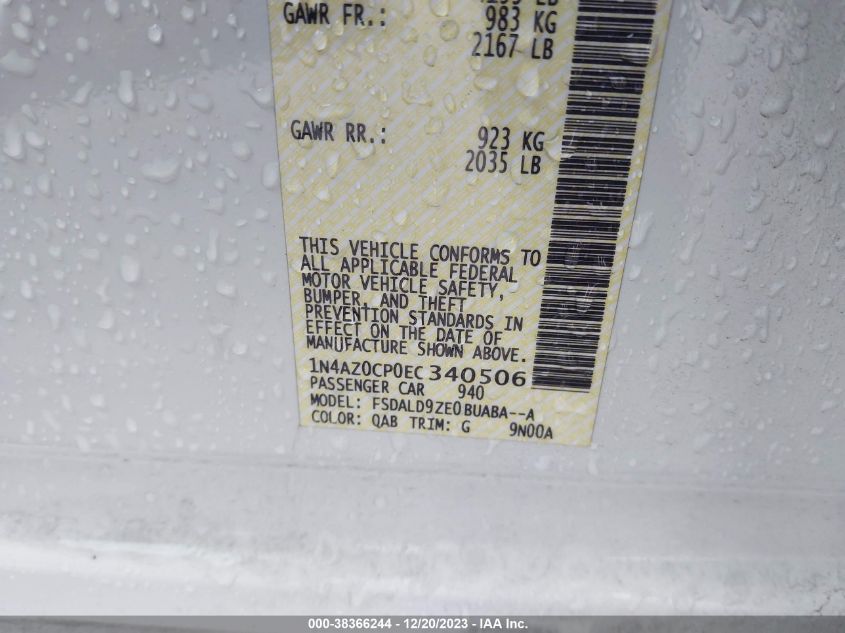 GAWR FR.: 983 KG
2167 LB
GAWR RR.: 923 KG
2035 LB
THIS VEHICLE CONFORMS TO
ALL APPLICABLE FEDERAL
MOTOR VEHICLE SAFETY,
BUMPER, AND THEFT
PREVENTION STANDARDS IN
EFFECT ON THE DATE OF
MANUFACTURE SHOWN ABOVE.
1N4AZ0CP0EC340506
PASSENGER CAR 940
MODEL: FSDALD9ZE0BUABA--A
COLOR: QAB TRIM: G 9N00A
000-38366244 - 12/20/2023 - IAA Inc.